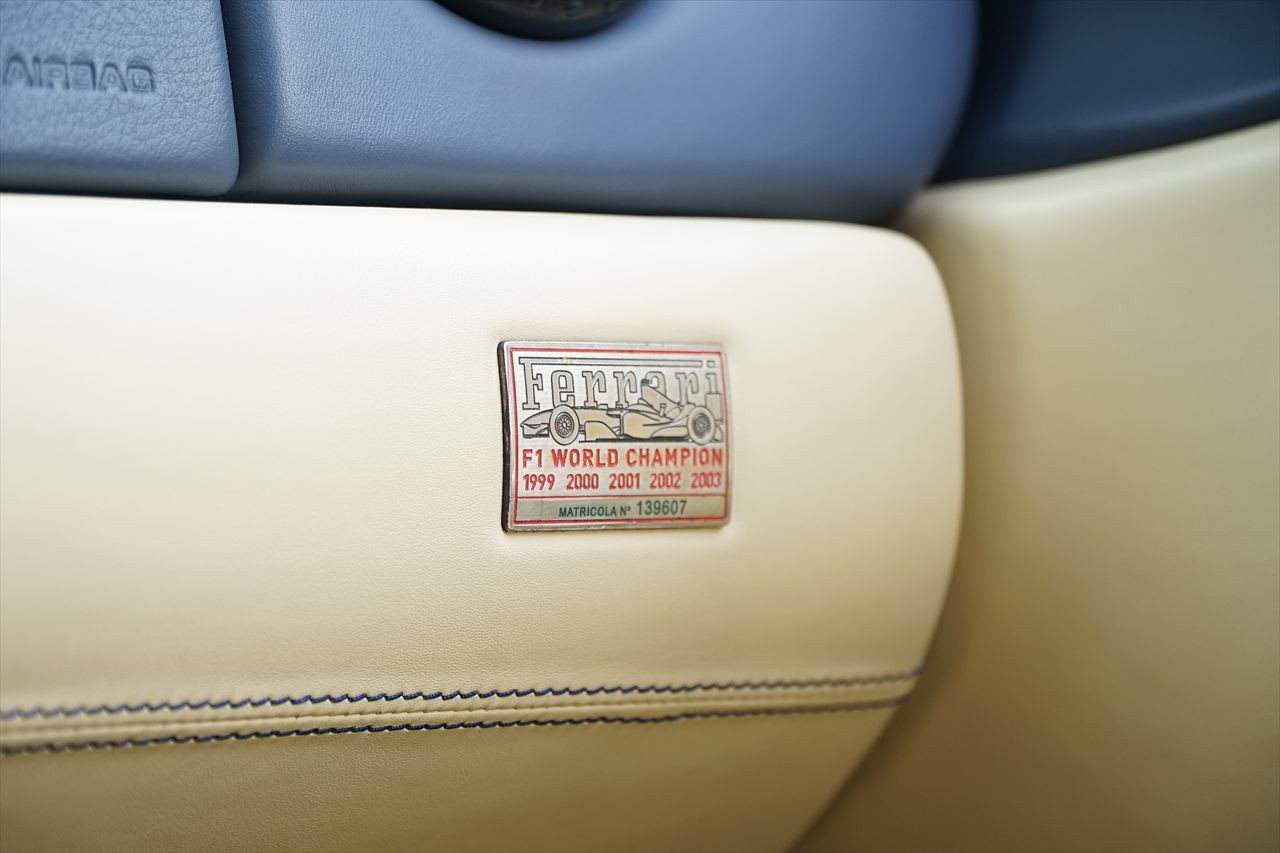 AIRBAG
Ferrari
F1 WORLD CHAMPION
1999 2000 2001 2002 2003
MATRICOLA Nº 139607